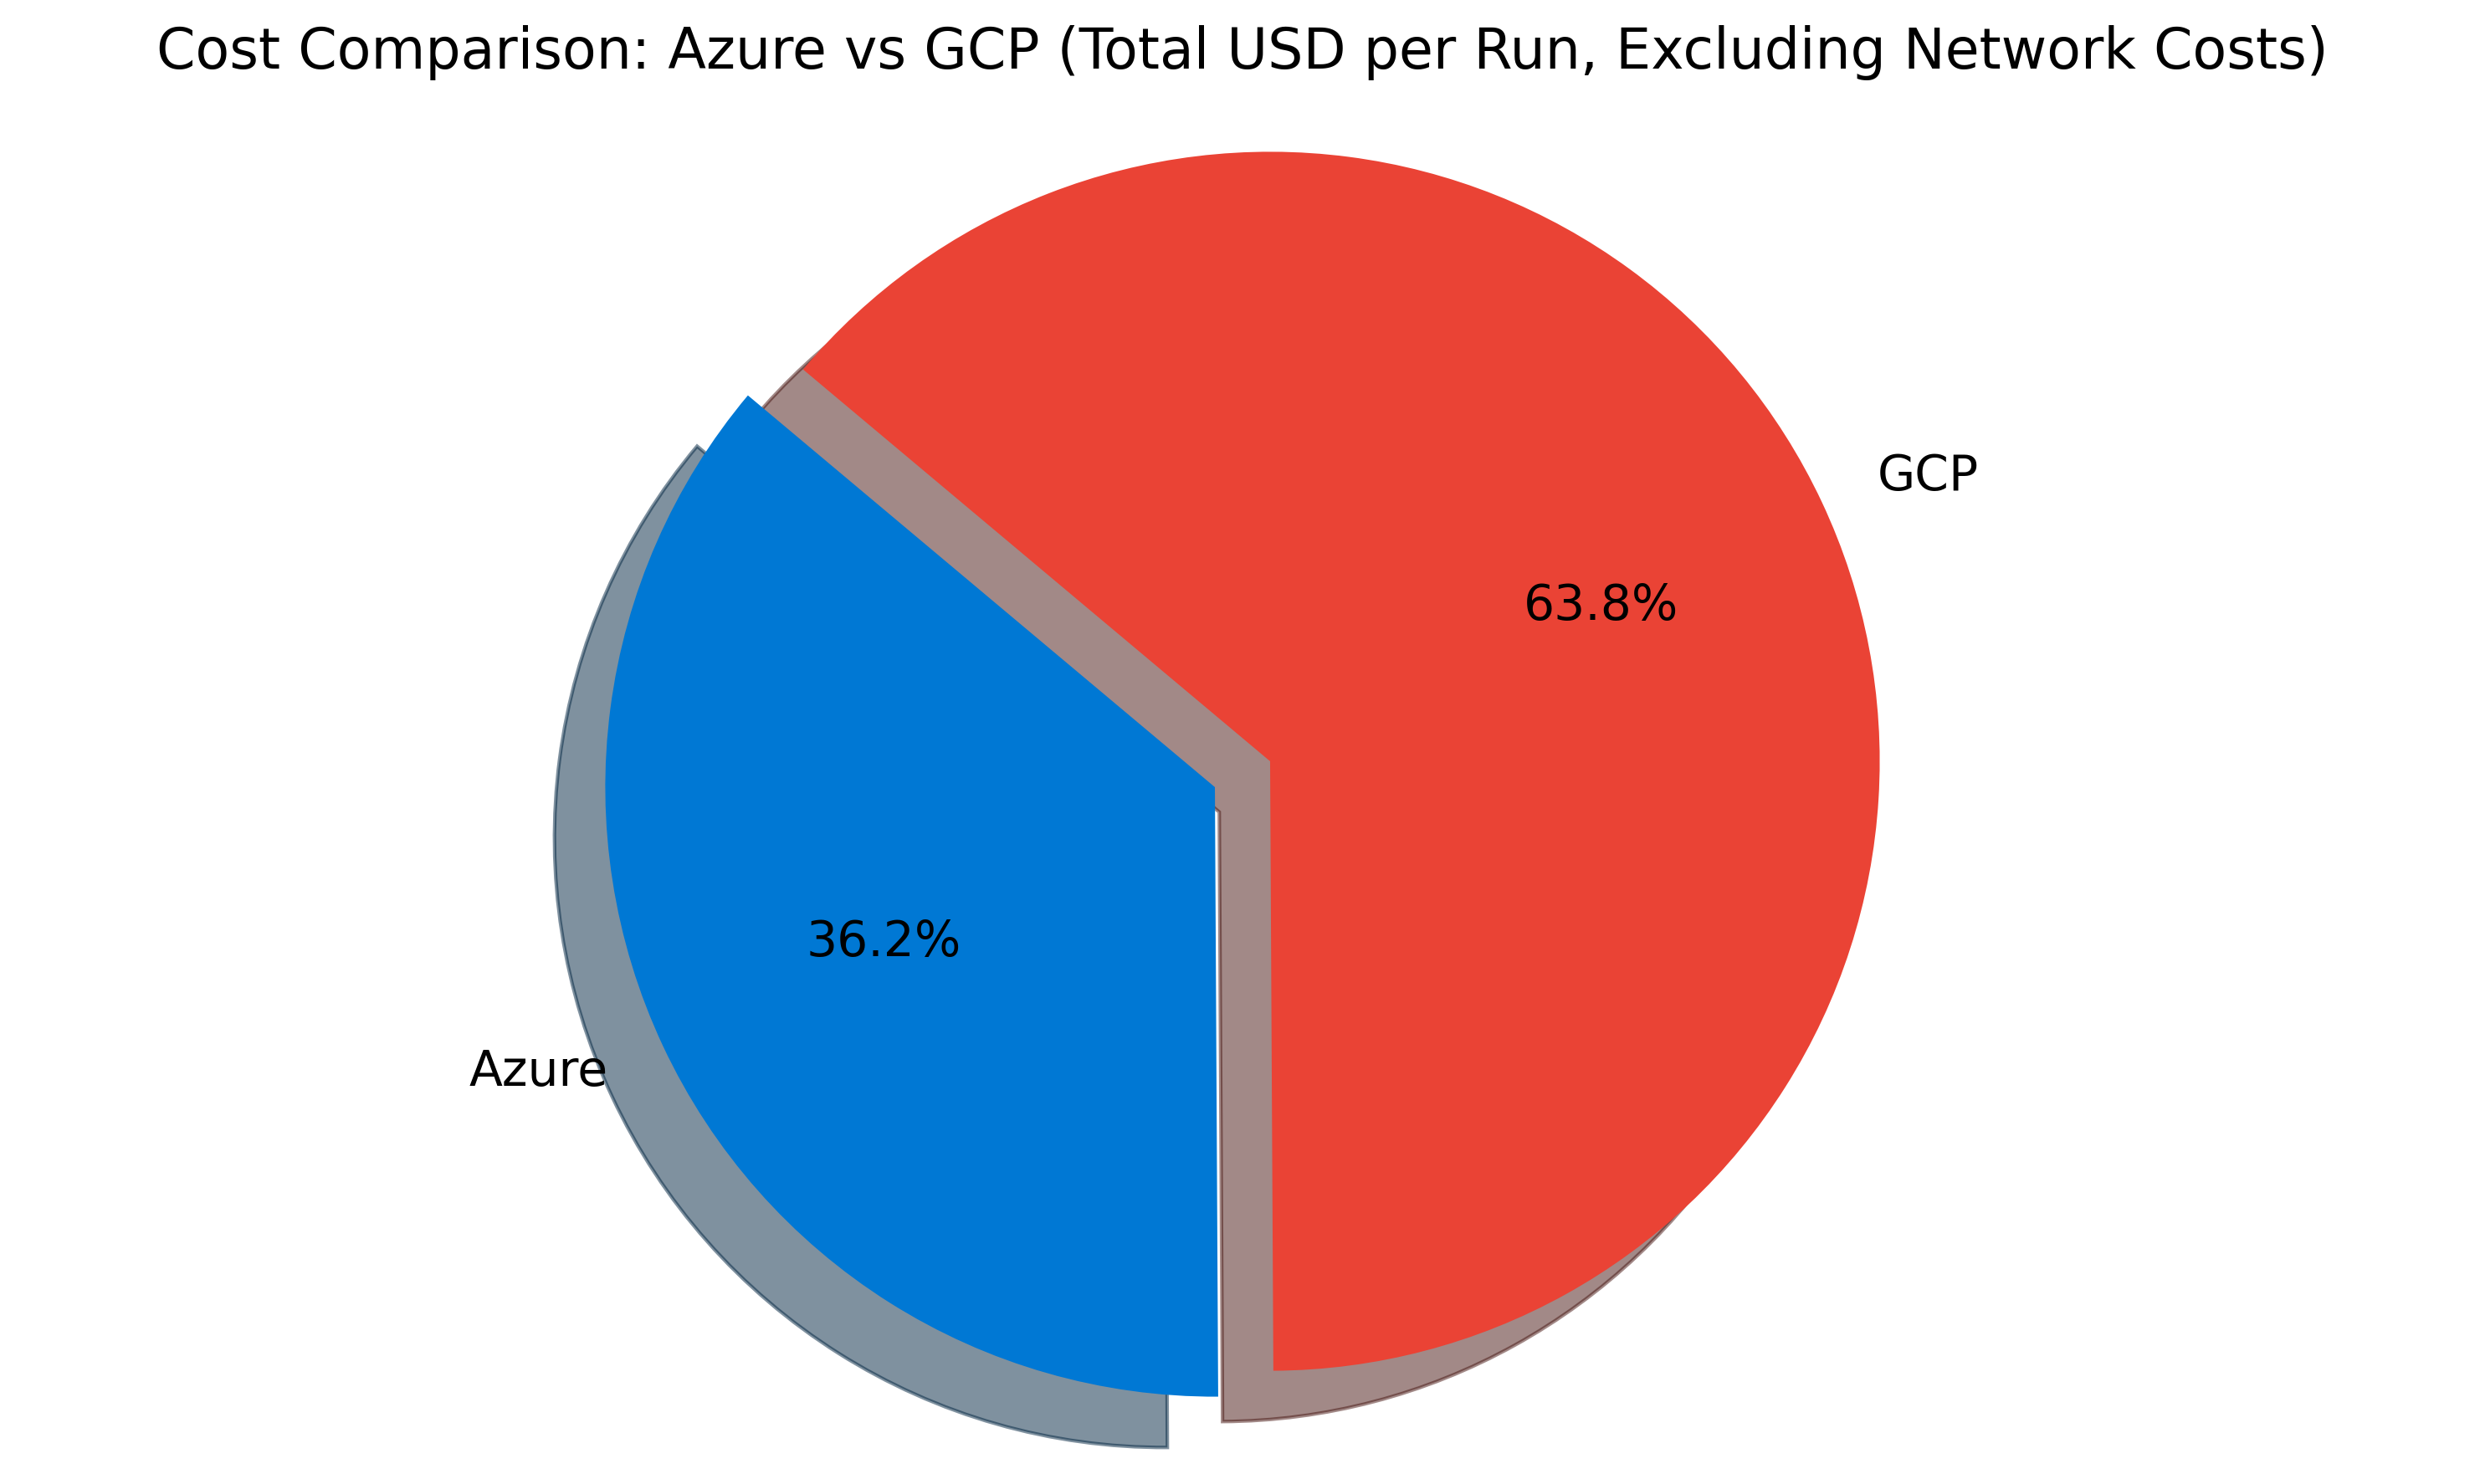 Cost Comparison: Azure vs GCP (Total USD per Run, Excluding Network Costs)
GCP
63.8%
36.2%
Azure